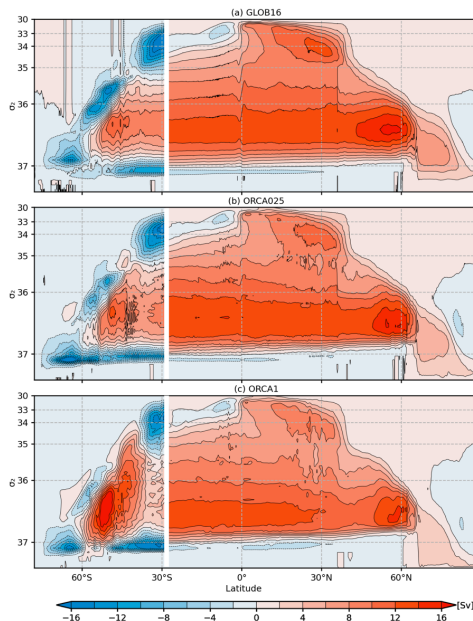 (a) GLOB16
30
33
34
35
36
37
σ₂
(b) ORCA025
30
33
34
35
36
37
σ₂
(c) ORCA1
30
33
34
35
36
37
σ₂
60°S 30°S 0° 30°N 60°N
Latitude
−16 −12 −8 −4 0 4 8 12 16 [Sv]